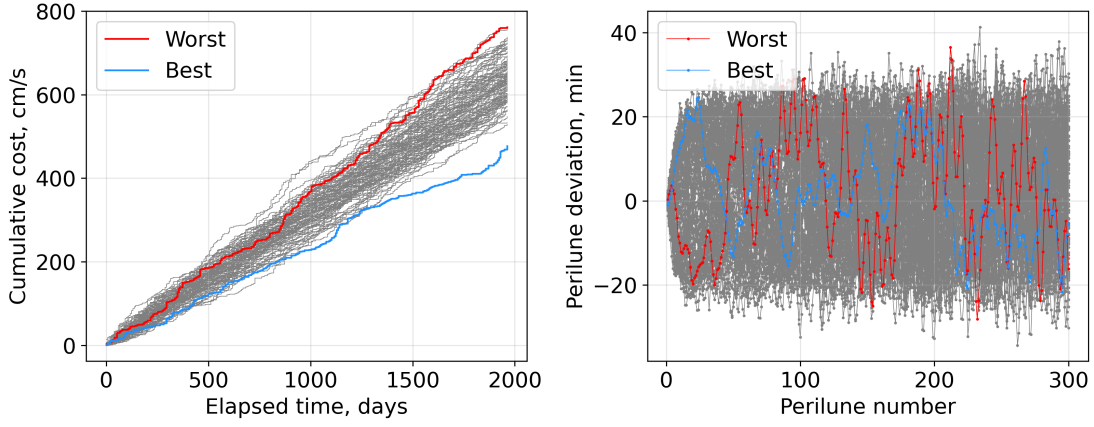 800
600
400
200
0
Cumulative cost, cm/s
Worst
Best
0 500 1000 1500 2000
Elapsed time, days
40
20
0
−20
Perilune deviation, min
Worst
Best
0 100 200 300
Perilune number